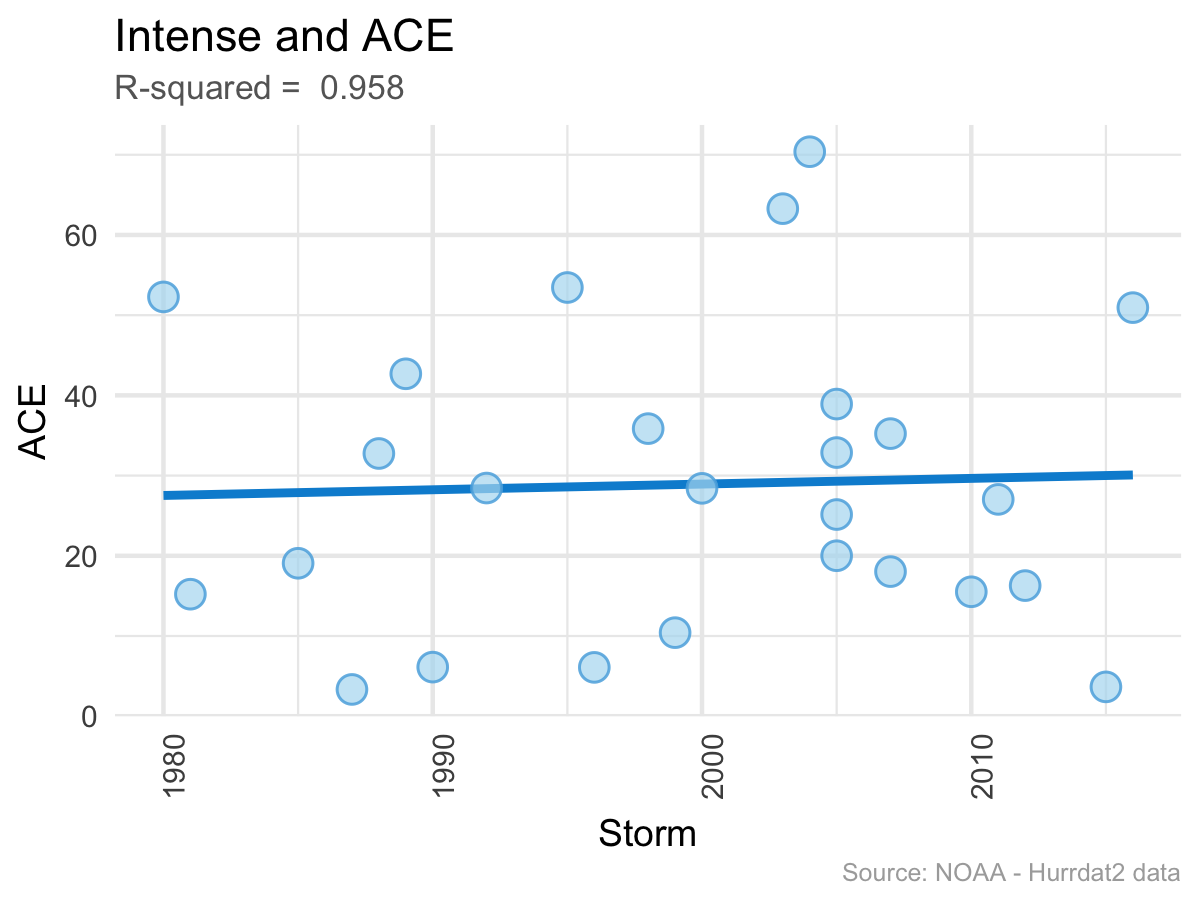 Intense and ACE
R-squared =  0.958
ACE
60
40
20
0
1980
1990
2000
2010
Storm
Source: NOAA - Hurrdat2 data